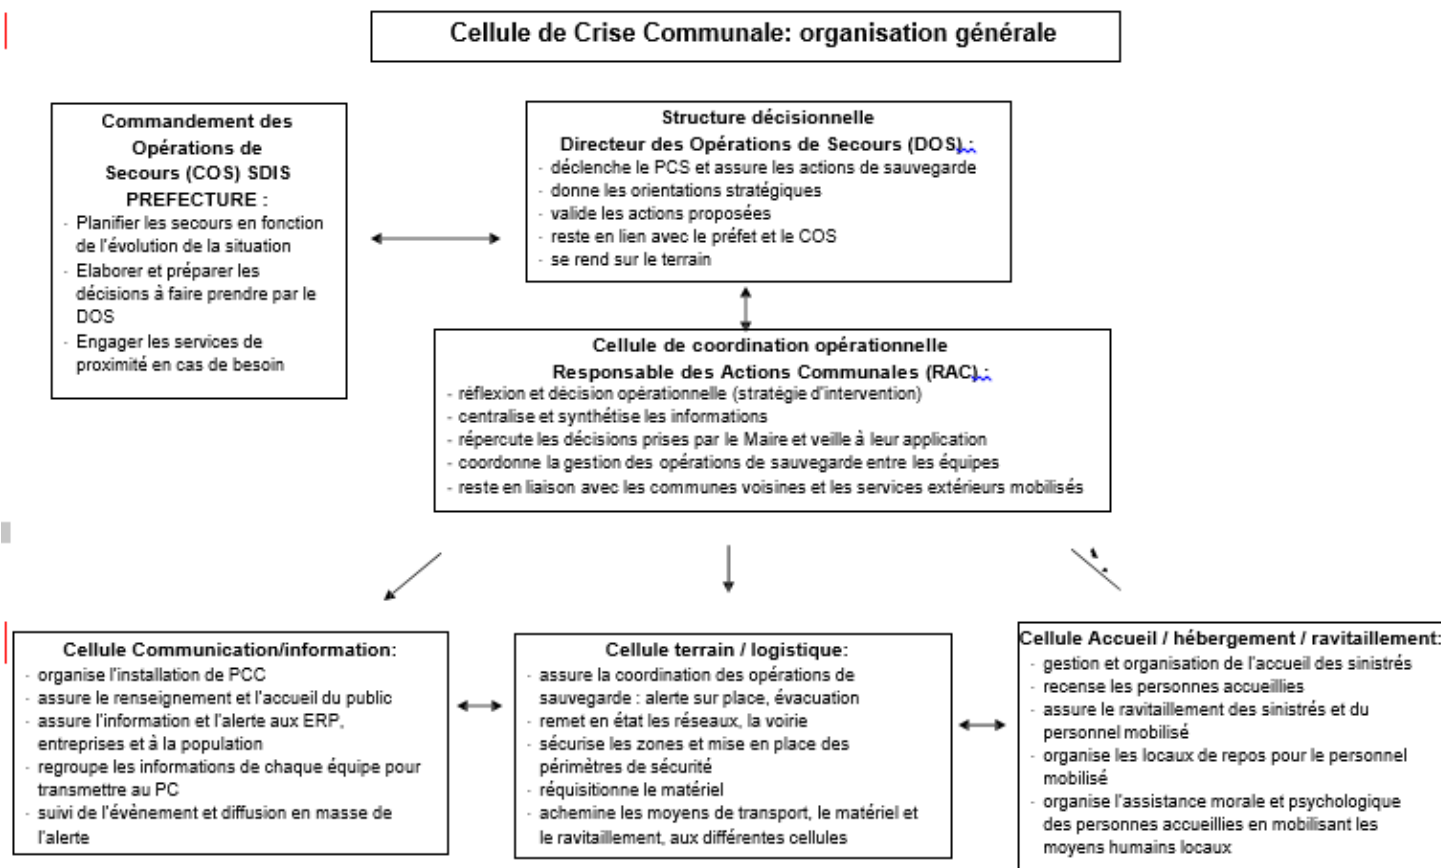 Cellule de Crise Communale: organisation générale
Commandement des
Opérations de
Secours (COS) SDIS
PREFECTURE :
- Planifier les secours en fonction
de l'évolution de la situation
- Elaborer et préparer les
décisions à faire prendre par le
DOS
- Engager les services de
proximité en cas de besoin
Structure décisionnelle
Directeur des Opérations de Secours (DOS) :
- déclenche le PCS et assure les actions de sauvegarde
- donne les orientations stratégiques
- valide les actions proposées
- reste en lien avec le préfet et le COS
- se rend sur le terrain
Cellule de coordination opérationnelle
Responsable des Actions Communales (RAC) :
- réflexion et décision opérationnelle (stratégie d'intervention)
- centralise et synthétise les informations
- répercute les décisions prises par le Maire et veille à leur application
- coordonne la gestion des opérations de sauvegarde entre les équipes
- reste en liaison avec les communes voisines et les services extérieurs mobilisés
Cellule Communication/information:
- organise l'installation de PCC
- assure le renseignement et l'accueil du public
- assure l'information et l'alerte aux ERP,
entreprises et à la population
- regroupe les informations de chaque équipe pour
transmettre au PC
- suivi de l'évènement et diffusion en masse de
l'alerte
Cellule terrain / logistique:
- assure la coordination des opérations de
sauvegarde : alerte sur place, évacuation
- remet en état les réseaux, la voirie
- sécurise les zones et mise en place des
périmètres de sécurité
- réquisitionne le matériel
- achemine les moyens de transport, le matériel et
le ravitaillement, aux différentes cellules
Cellule Accueil / hébergement / ravitaillement:
- gestion et organisation de l'accueil des sinistrés
- recense les personnes accueillies
- assure le ravitaillement des sinistrés et du
personnel mobilisé
- organise les locaux de repos pour le personnel
mobilisé
- organise l'assistance morale et psychologique
des personnes accueillies en mobilisant les
moyens humains locaux